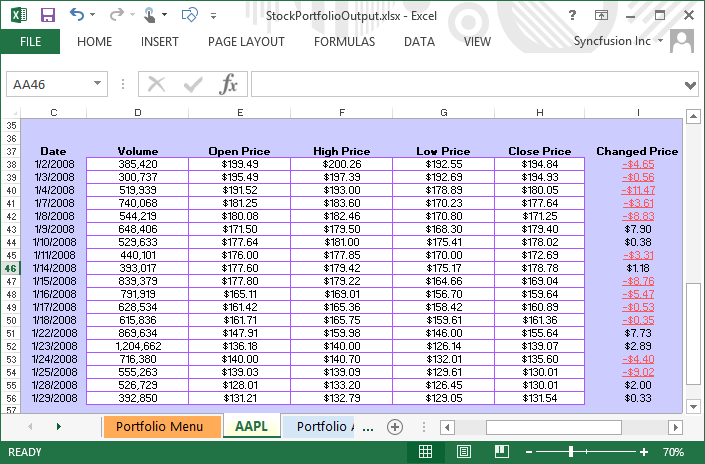 StockPortfolioOutput.xlsx - Excel
FILE HOME INSERT PAGE LAYOUT FORMULAS DATA VIEW Syncfusion Inc
AA46 fx
C D E F G H I
35
36
37 Date Volume Open Price High Price Low Price Close Price Changed Price
38 1/2/2008 385,420 $199.49 $200.26 $192.55 $194.84 -$4.65
39 1/3/2008 300,737 $195.49 $197.39 $192.69 $194.93 -$0.56
40 1/4/2008 519,939 $191.52 $193.00 $178.89 $180.05 -$11.47
41 1/7/2008 740,068 $181.25 $183.60 $170.23 $177.64 -$3.61
42 1/8/2008 544,219 $180.08 $182.46 $170.80 $171.25 -$8.83
43 1/9/2008 648,406 $171.50 $179.50 $168.30 $179.40 $7.90
44 1/10/2008 529,633 $177.64 $181.00 $175.41 $178.02 $0.38
45 1/11/2008 440,101 $176.00 $177.85 $170.00 $172.69 -$3.31
46 1/14/2008 393,017 $177.60 $179.42 $175.17 $178.78 $1.18
47 1/15/2008 839,379 $177.80 $179.22 $164.66 $169.04 -$8.76
48 1/16/2008 791,919 $165.11 $169.01 $156.70 $159.64 -$5.47
49 1/17/2008 628,534 $161.42 $165.36 $158.42 $160.89 -$0.53
50 1/18/2008 615,836 $161.71 $165.75 $159.61 $161.36 -$0.35
51 1/22/2008 869,634 $147.91 $159.98 $146.00 $155.64 $7.73
52 1/23/2008 1,204,662 $136.18 $140.00 $126.14 $139.07 $2.89
53 1/24/2008 716,380 $140.00 $140.70 $132.01 $135.60 -$4.40
54 1/25/2008 555,263 $139.03 $139.09 $129.61 $130.01 -$9.02
55 1/28/2008 526,729 $128.01 $133.20 $126.45 $130.01 $2.00
56 1/29/2008 392,850 $131.21 $132.79 $129.05 $131.54 $0.33
57
Portfolio Menu AAPL Portfolio ...
READY 70%